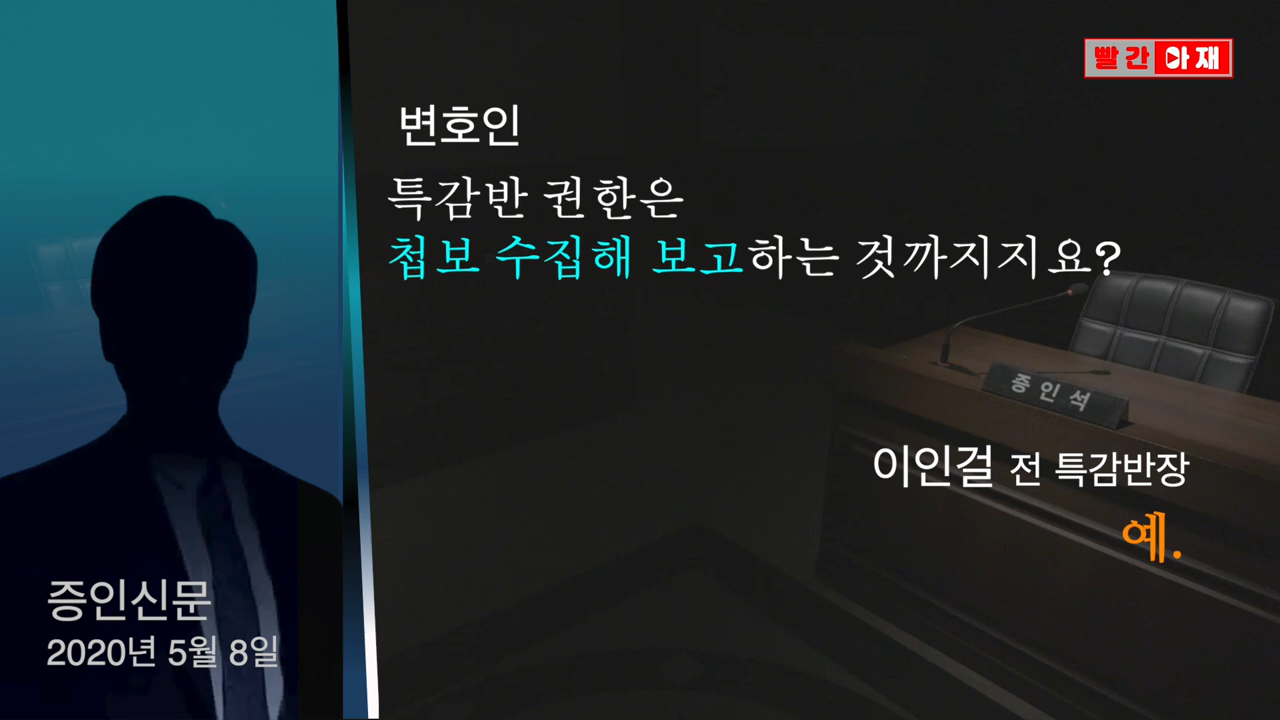 빨간아재
변호인
특감반 권한은
첩보 수집해 보고하는 것까지지요?
증인석
이인걸 전 특감반장
예.
증인신문
2020년 5월 8일